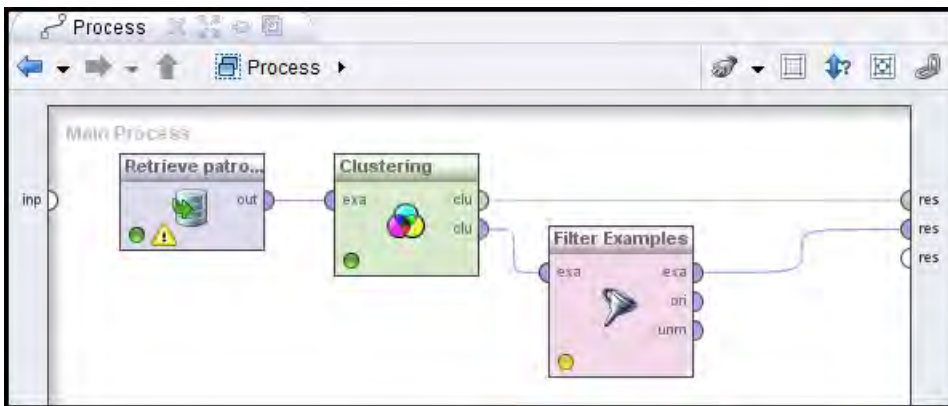 Process
Process
Main Process
Retrieve patro...
Clustering
inp
out
exa
clu
res
clu
res
Filter Examples
res
exa
exa
ori
unm